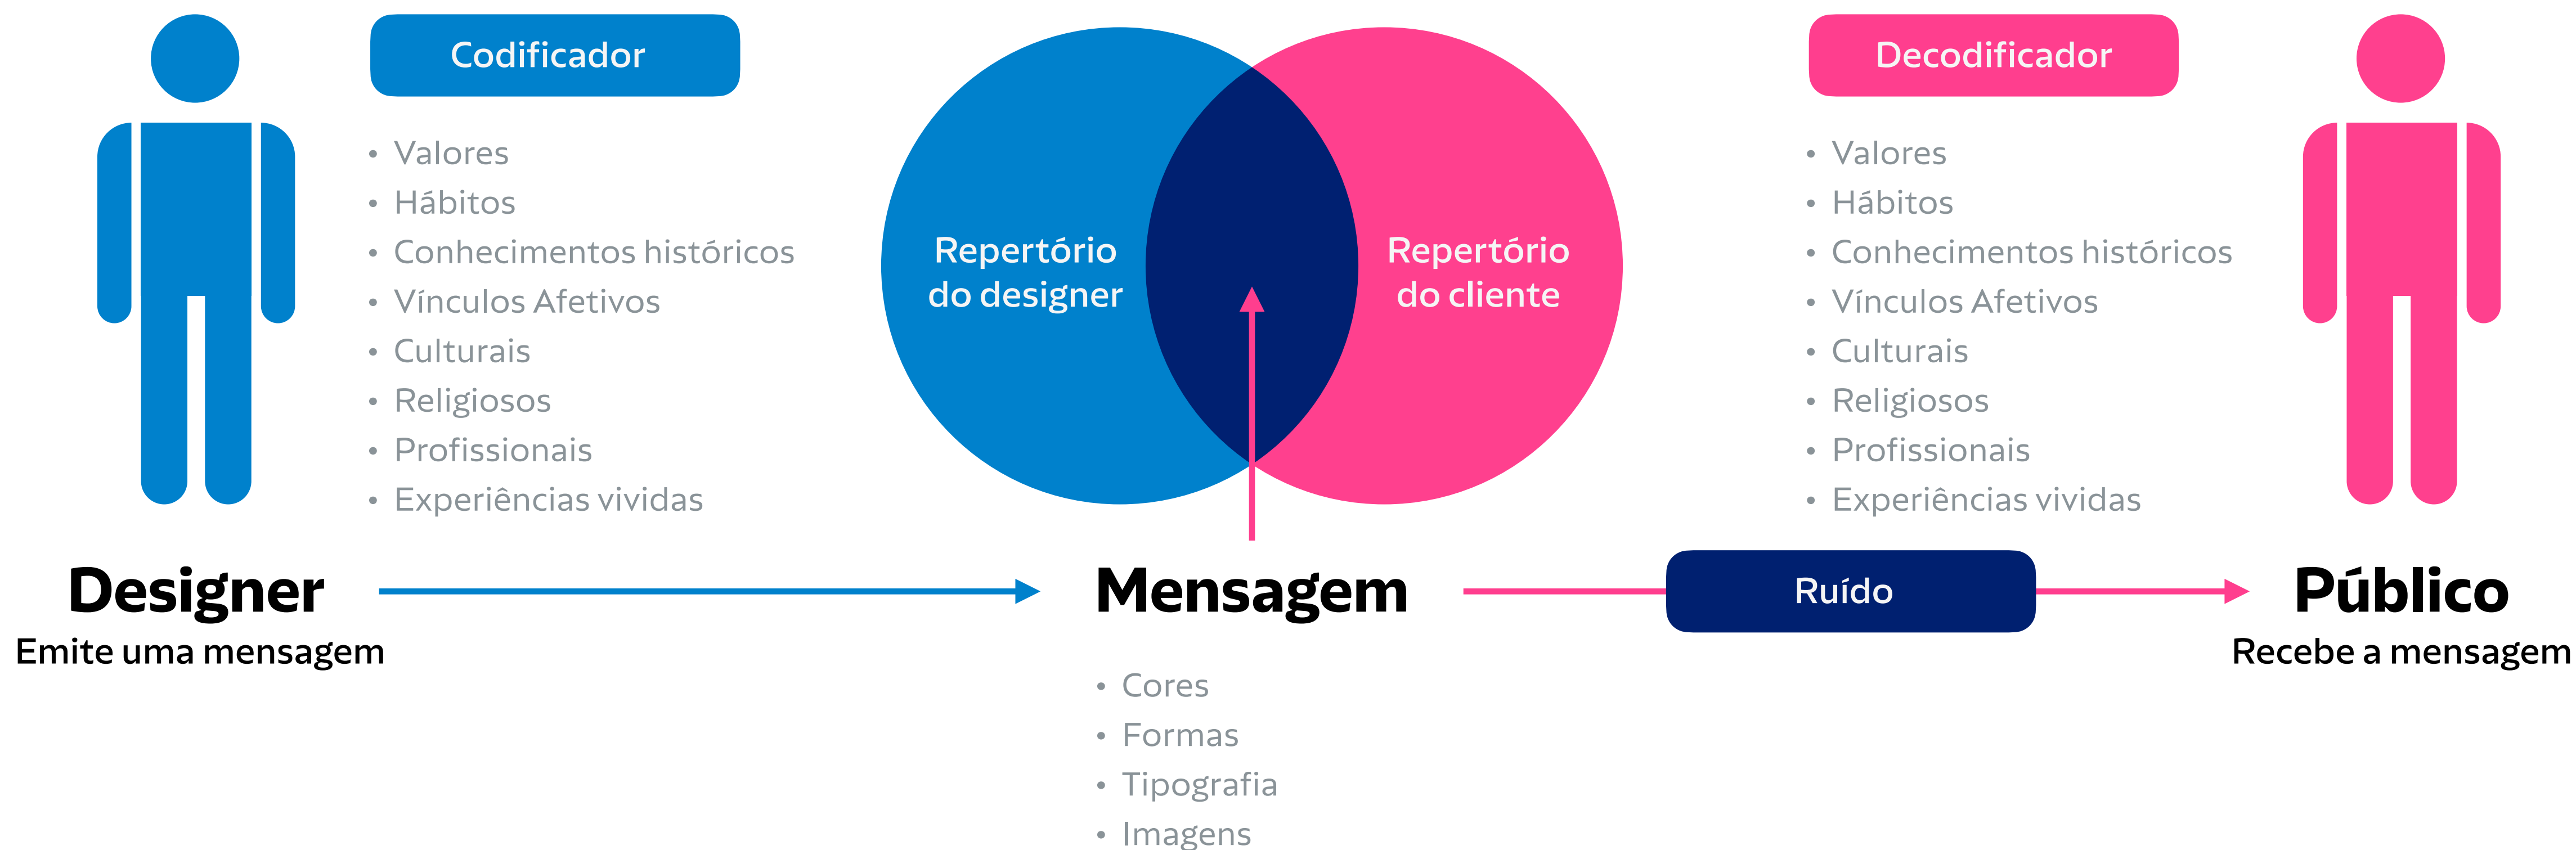 Codificador
• Valores
• Hábitos
• Conhecimentos históricos
• Vínculos Afetivos
• Culturais
• Religiosos
• Profissionais
• Experiências vividas
Designer
Emite uma mensagem
Repertório
do designer
Repertório
do cliente
Mensagem
• Cores
• Formas
• Tipografia
• Imagens
Decodificador
• Valores
• Hábitos
• Conhecimentos históricos
• Vínculos Afetivos
• Culturais
• Religiosos
• Profissionais
• Experiências vividas
Ruído
Público
Recebe a mensagem